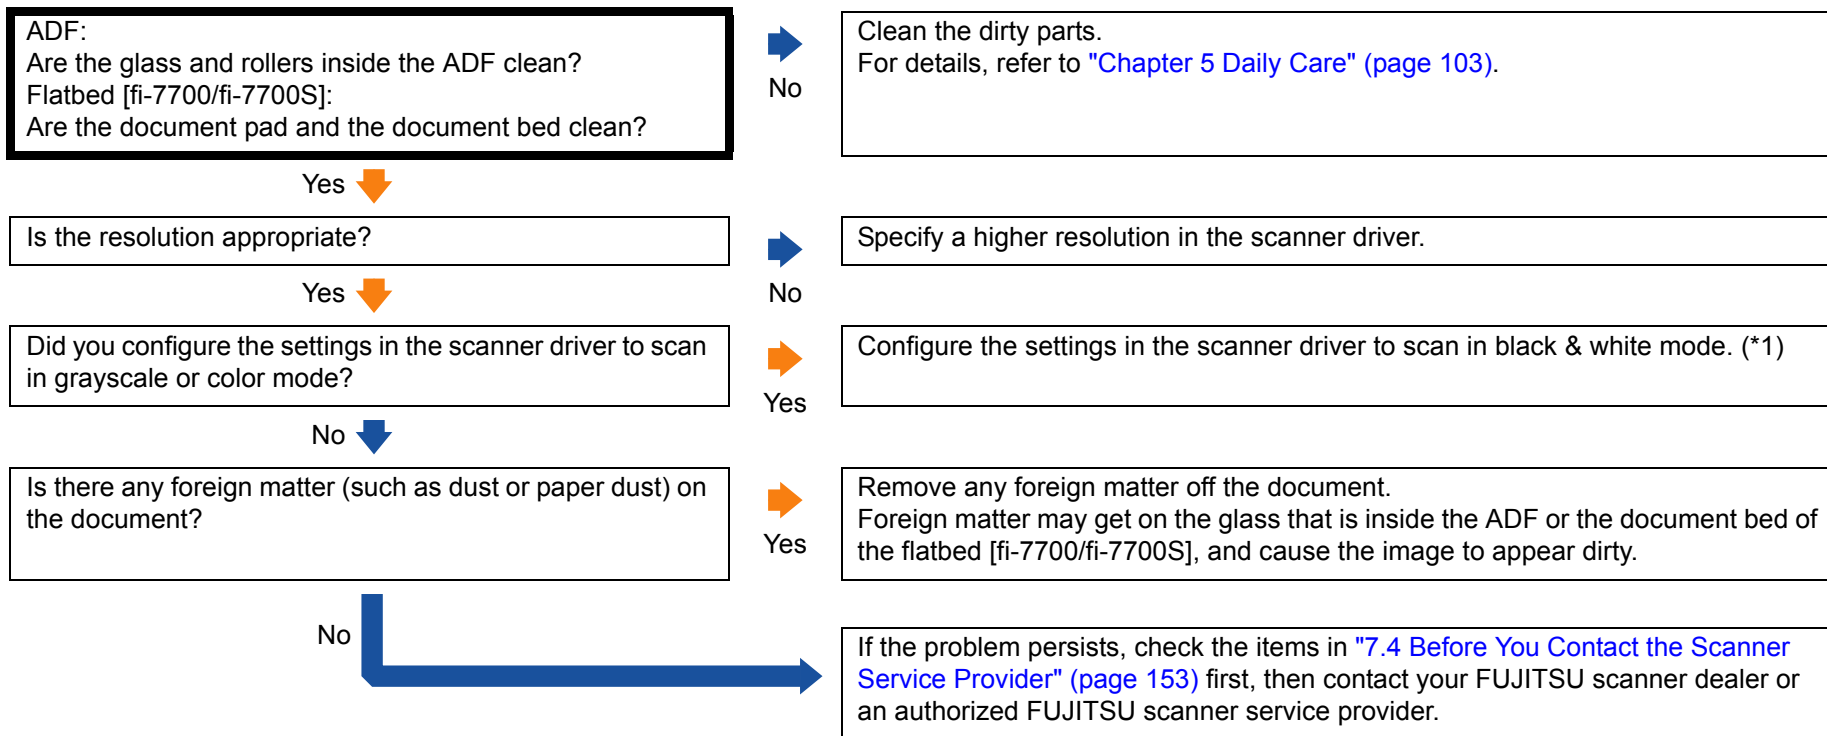 ADF:
Are the glass and rollers inside the ADF clean?
Flatbed [fi-7700/fi-7700S]:
Are the document pad and the document bed clean?
No
Clean the dirty parts.
For details, refer to "Chapter 5 Daily Care" (page 103).
Yes
Is the resolution appropriate?
No
Specify a higher resolution in the scanner driver.
Yes
Did you configure the settings in the scanner driver to scan
in grayscale or color mode?
Yes
Configure the settings in the scanner driver to scan in black & white mode. (*1)
No
Is there any foreign matter (such as dust or paper dust) on
the document?
Yes
Remove any foreign matter off the document.
Foreign matter may get on the glass that is inside the ADF or the document bed of
the flatbed [fi-7700/fi-7700S], and cause the image to appear dirty.
No
If the problem persists, check the items in "7.4 Before You Contact the Scanner
Service Provider" (page 153) first, then contact your FUJITSU scanner dealer or
an authorized FUJITSU scanner service provider.